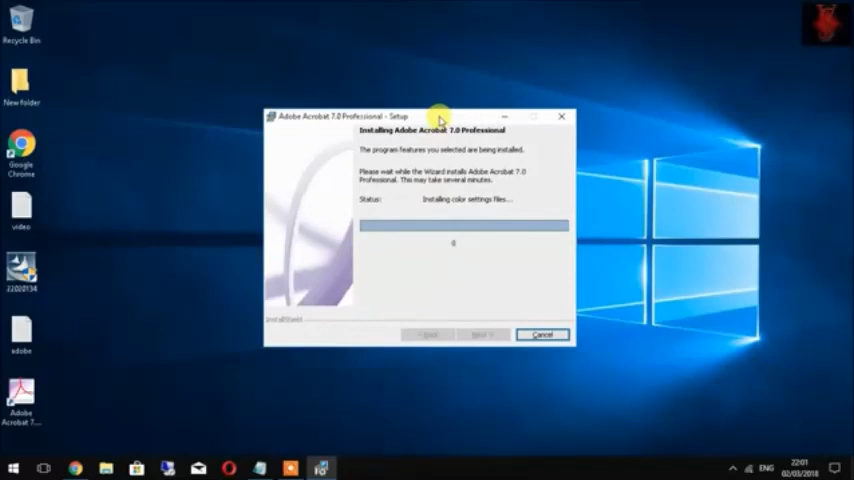 Recycle Bin
New folder
Google
Chrome
video
22020134
adobe
Adobe
Acrobat 7....
Adobe Acrobat 7.0 Professional - Setup
Installing Adobe Acrobat 7.0 Professional
The program features you selected are being installed.
Please wait while the Wizard installs Adobe Acrobat 7.0
Professional. This may take several minutes.
Status: Installing color settings files...
0
InstallShield
< Back Next > Cancel
ENG
22:01
02/03/2018